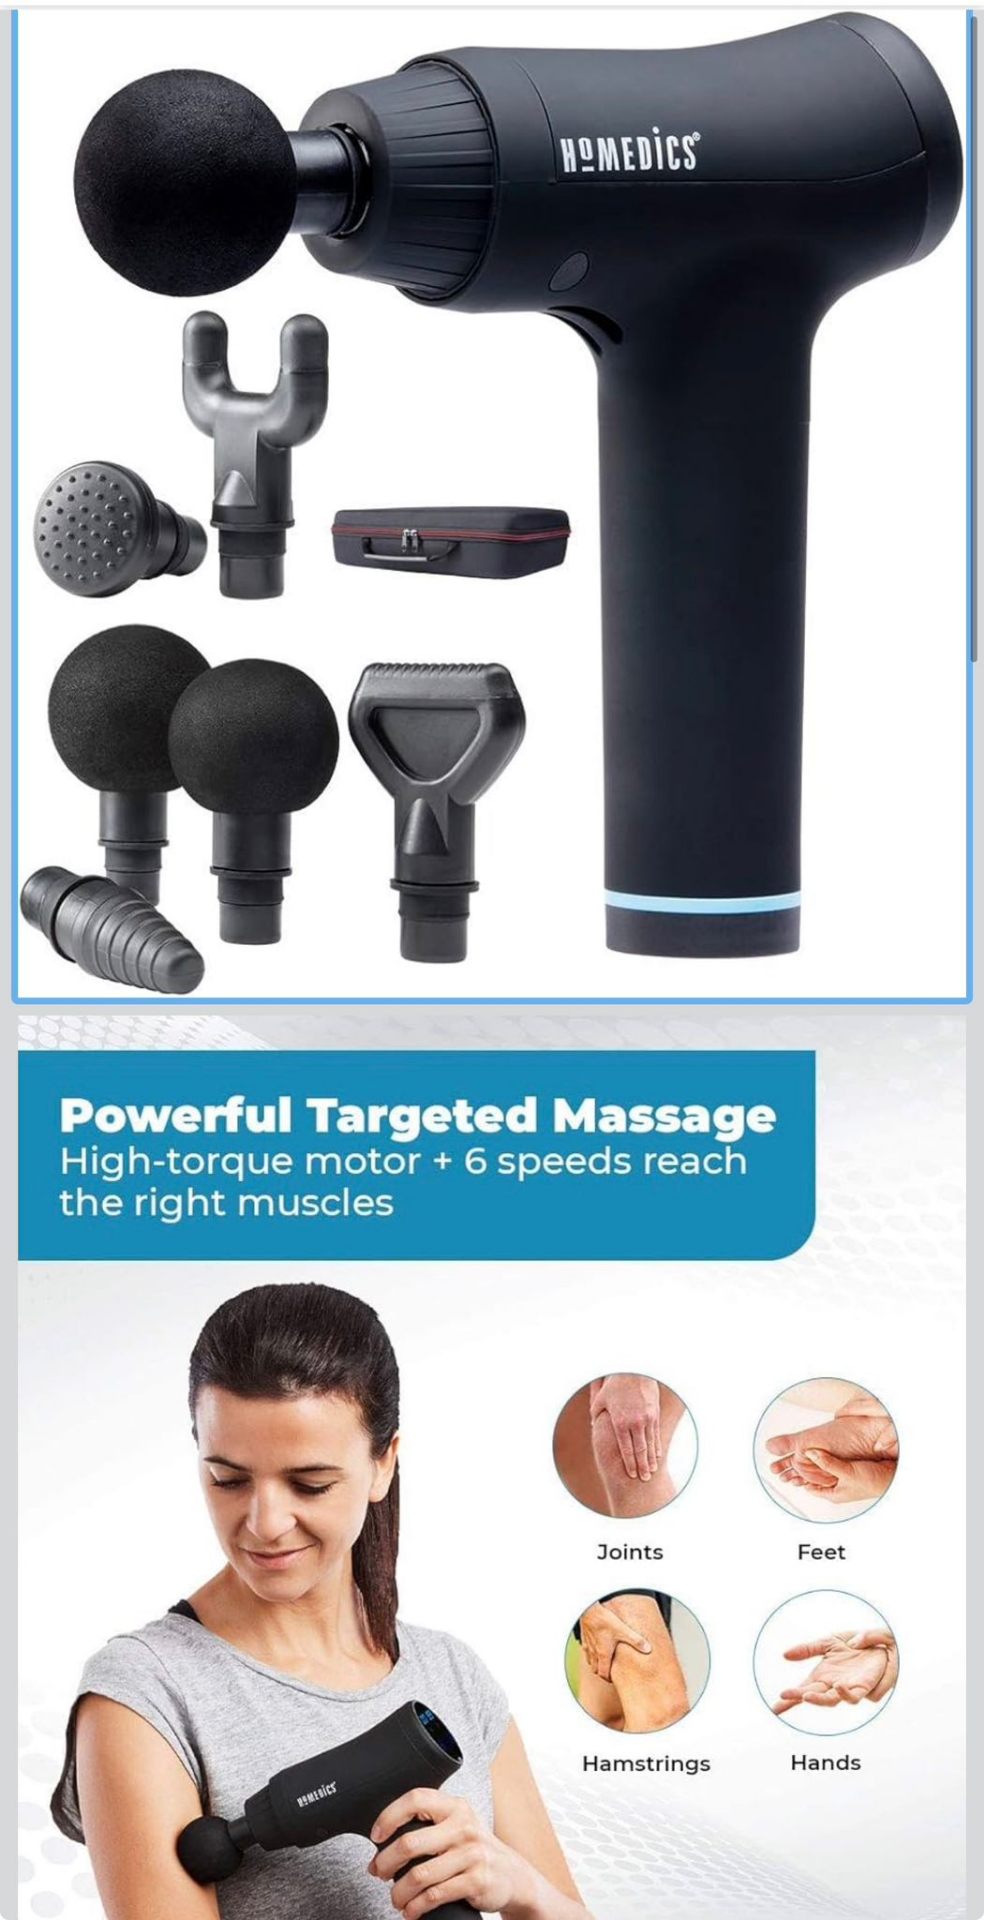 HOMEDICS®
Powerful Targeted Massage
High-torque motor + 6 speeds reach
the right muscles
Joints
Feet
Hamstrings
Hands
HOMEDICS®